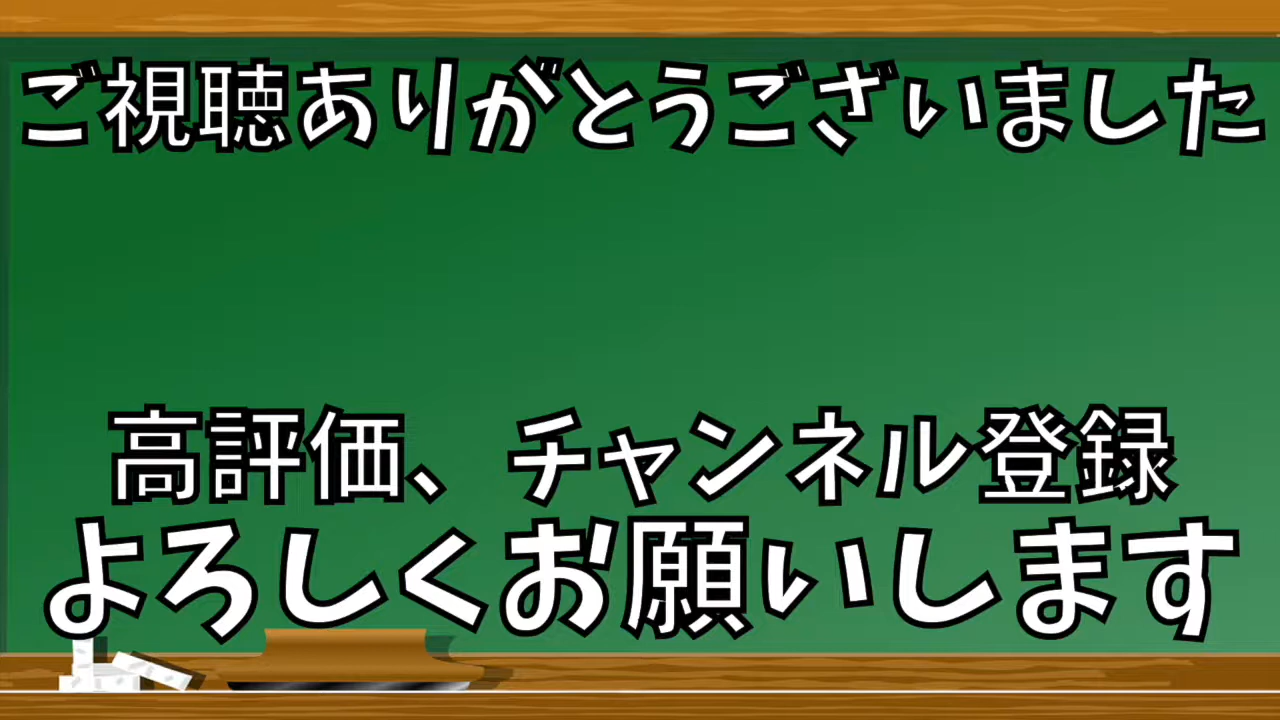 ご視聴ありがとうございました
高評価、チャンネル登録
よろしくお願いします